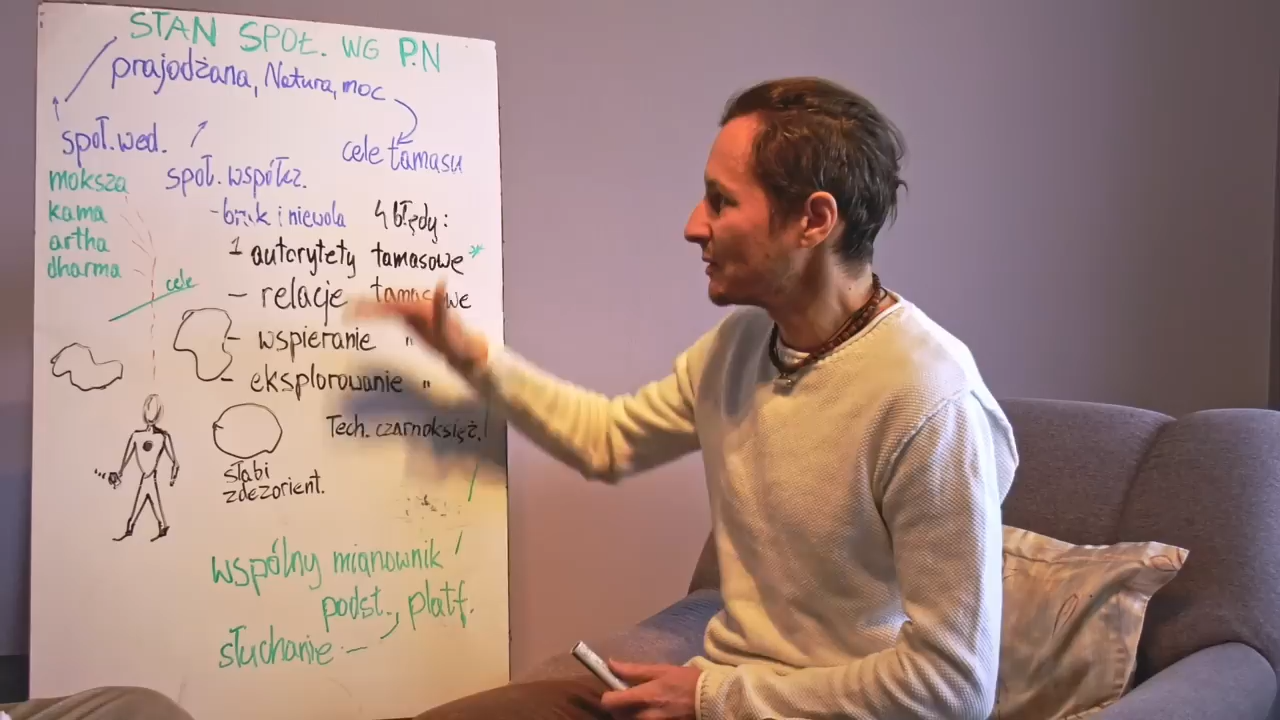 STAN SPOŁ. WG P.N
prajodżana, Natura, moc
społ. wed.
cele tamasu
moksza
kama
artha
dharma
cele
społ. współcz.
- brak i niewola
4 błędy:
1 autorytety tamasowe *
- relacje tamasowe
- wspieranie "
- eksplorowanie "
Tech. czarnoksięż.
słabi
zdezorient.
wspólny mianownik
podst., platf.
słuchanie -